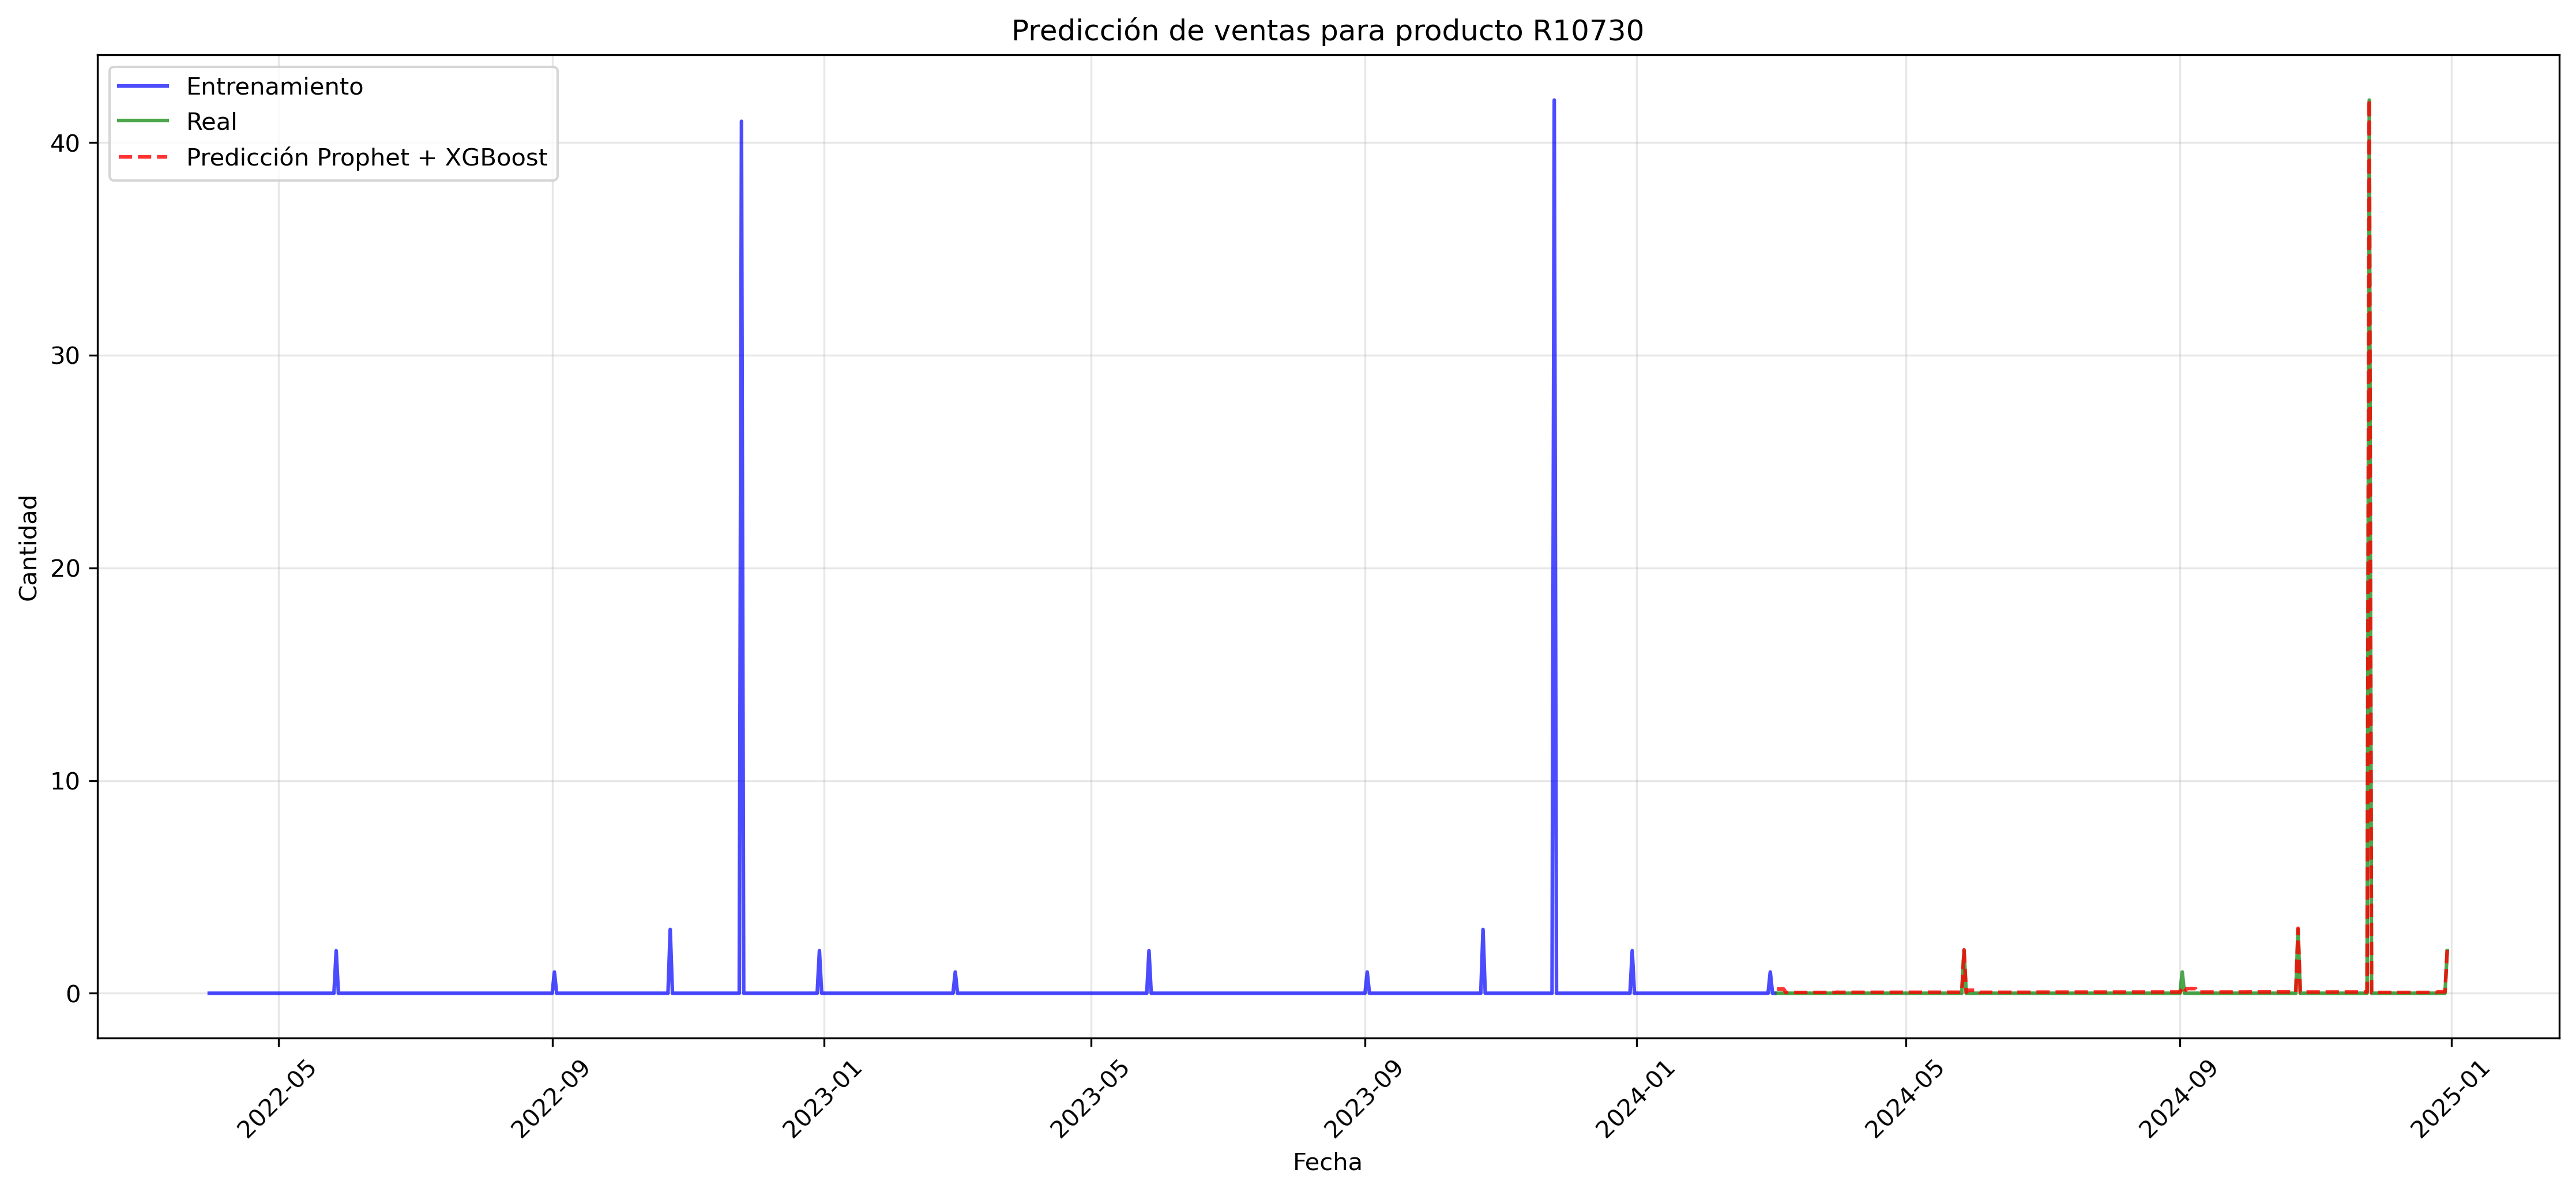 Predicción de ventas para producto R10730
Entrenamiento
Real
Predicción Prophet + XGBoost
Cantidad
40
30
20
10
0
2022-05
2022-09
2023-01
2023-05
2023-09
2024-01
2024-05
2024-09
2025-01
Fecha